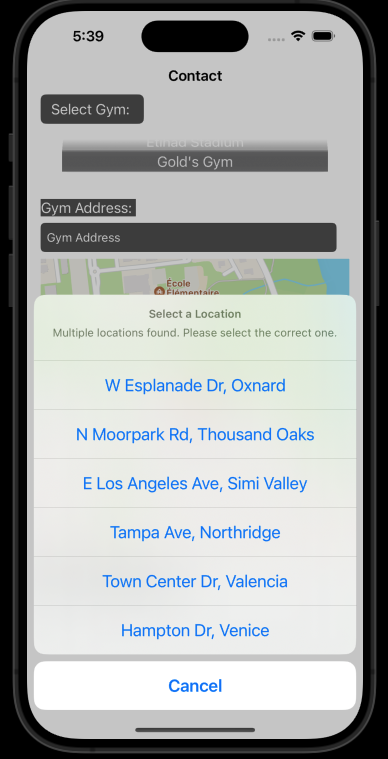 5:39
Contact
Select Gym:
Etihad Stadium
Gold's Gym
Gym Address:
Gym Address
École
Élémentaire
Select a Location
Multiple locations found. Please select the correct one.
W Esplanade Dr, Oxnard
N Moorpark Rd, Thousand Oaks
E Los Angeles Ave, Simi Valley
Tampa Ave, Northridge
Town Center Dr, Valencia
Hampton Dr, Venice
Cancel